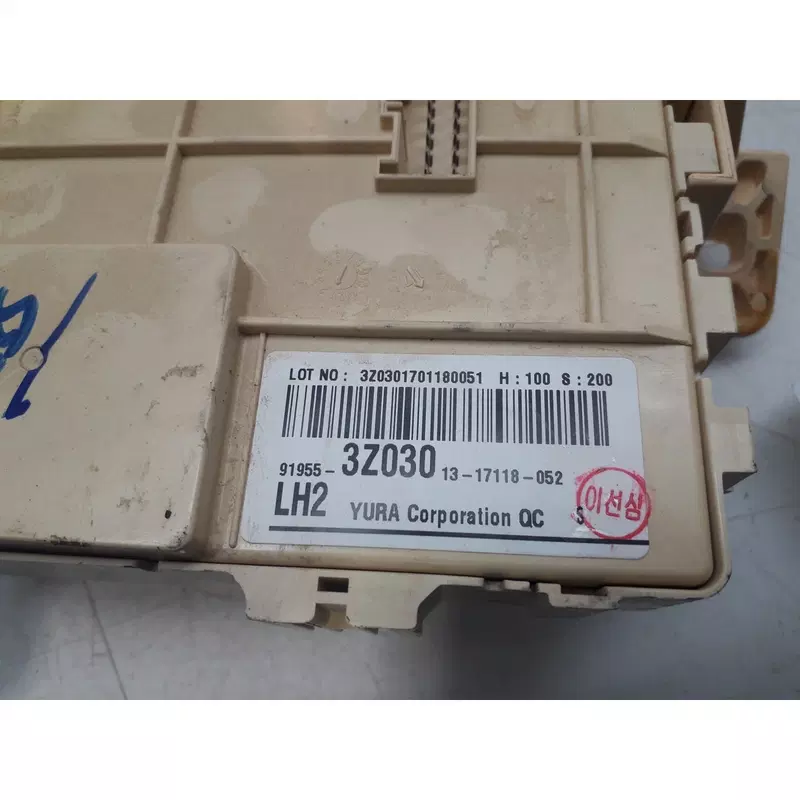 LOT NO : 3Z0301701180051 H : 100 S : 200
91955- 3Z030 13-17118-052
LH2 YURA Corporation QC S
이선심